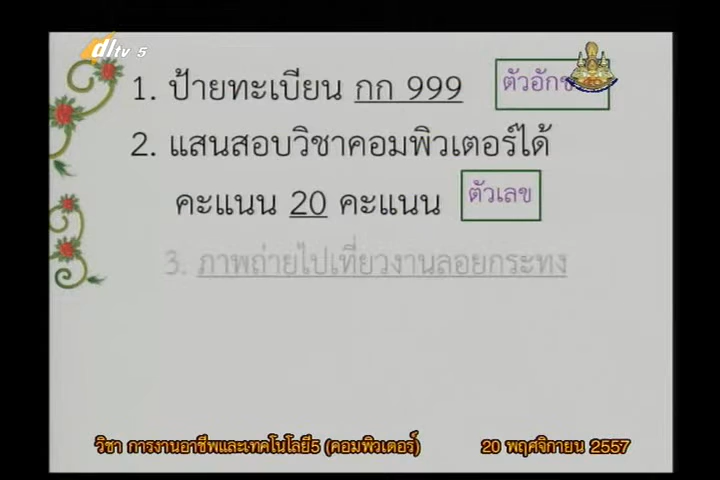 dltv 5
1. ป้ายทะเบียน กก 999
2. แสนสอบวิชาคอมพิวเตอร์ได้
คะแนน 20 คะแนน
ตัวเลข
3. ภาพถ่ายไปเที่ยวงานลอยกระทง
วิชา การงานอาชีพและเทคโนโลยี5 (คอมพิวเตอร์)
20 พฤศจิกายน 2557